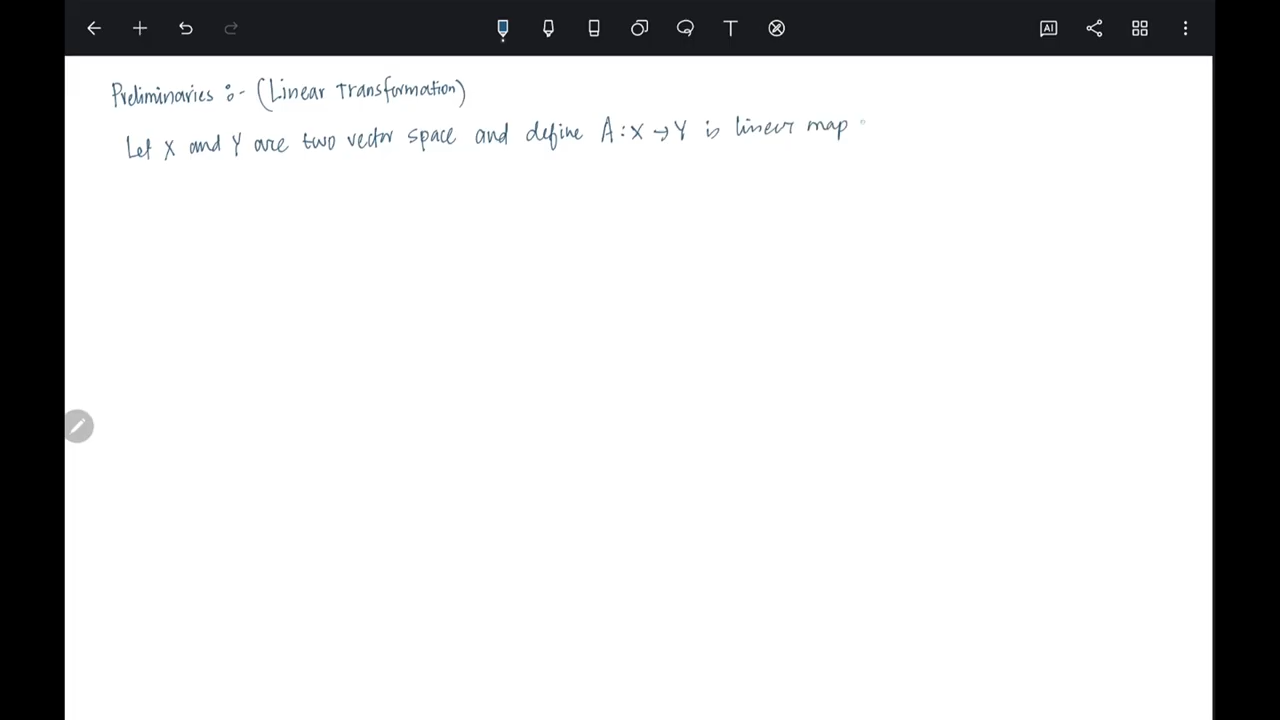 Preliminaries :- (Linear Transformation)
Let X and Y are two vector space and define A : X → Y is linear map